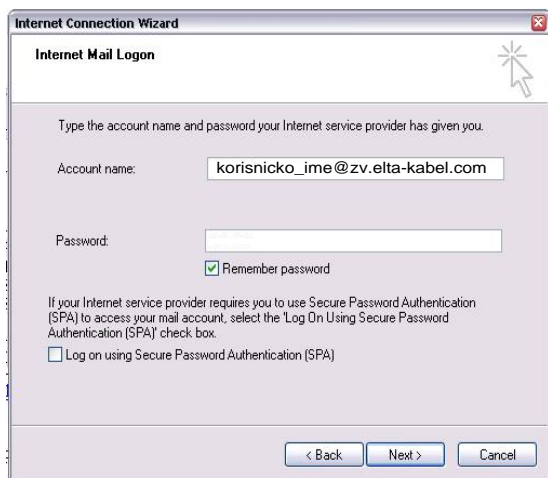 Internet Connection Wizard
Internet Mail Logon
Type the account name and password your Internet service provider has given you.
Account name:
korisnicko_ime@zv.elta-kabel.com
Password:
Remember password
If your Internet service provider requires you to use Secure Password Authentication
(SPA) to access your mail account, select the 'Log On Using Secure Password
Authentication (SPA)' check box.
Log on using Secure Password Authentication (SPA)
< Back
Next >
Cancel